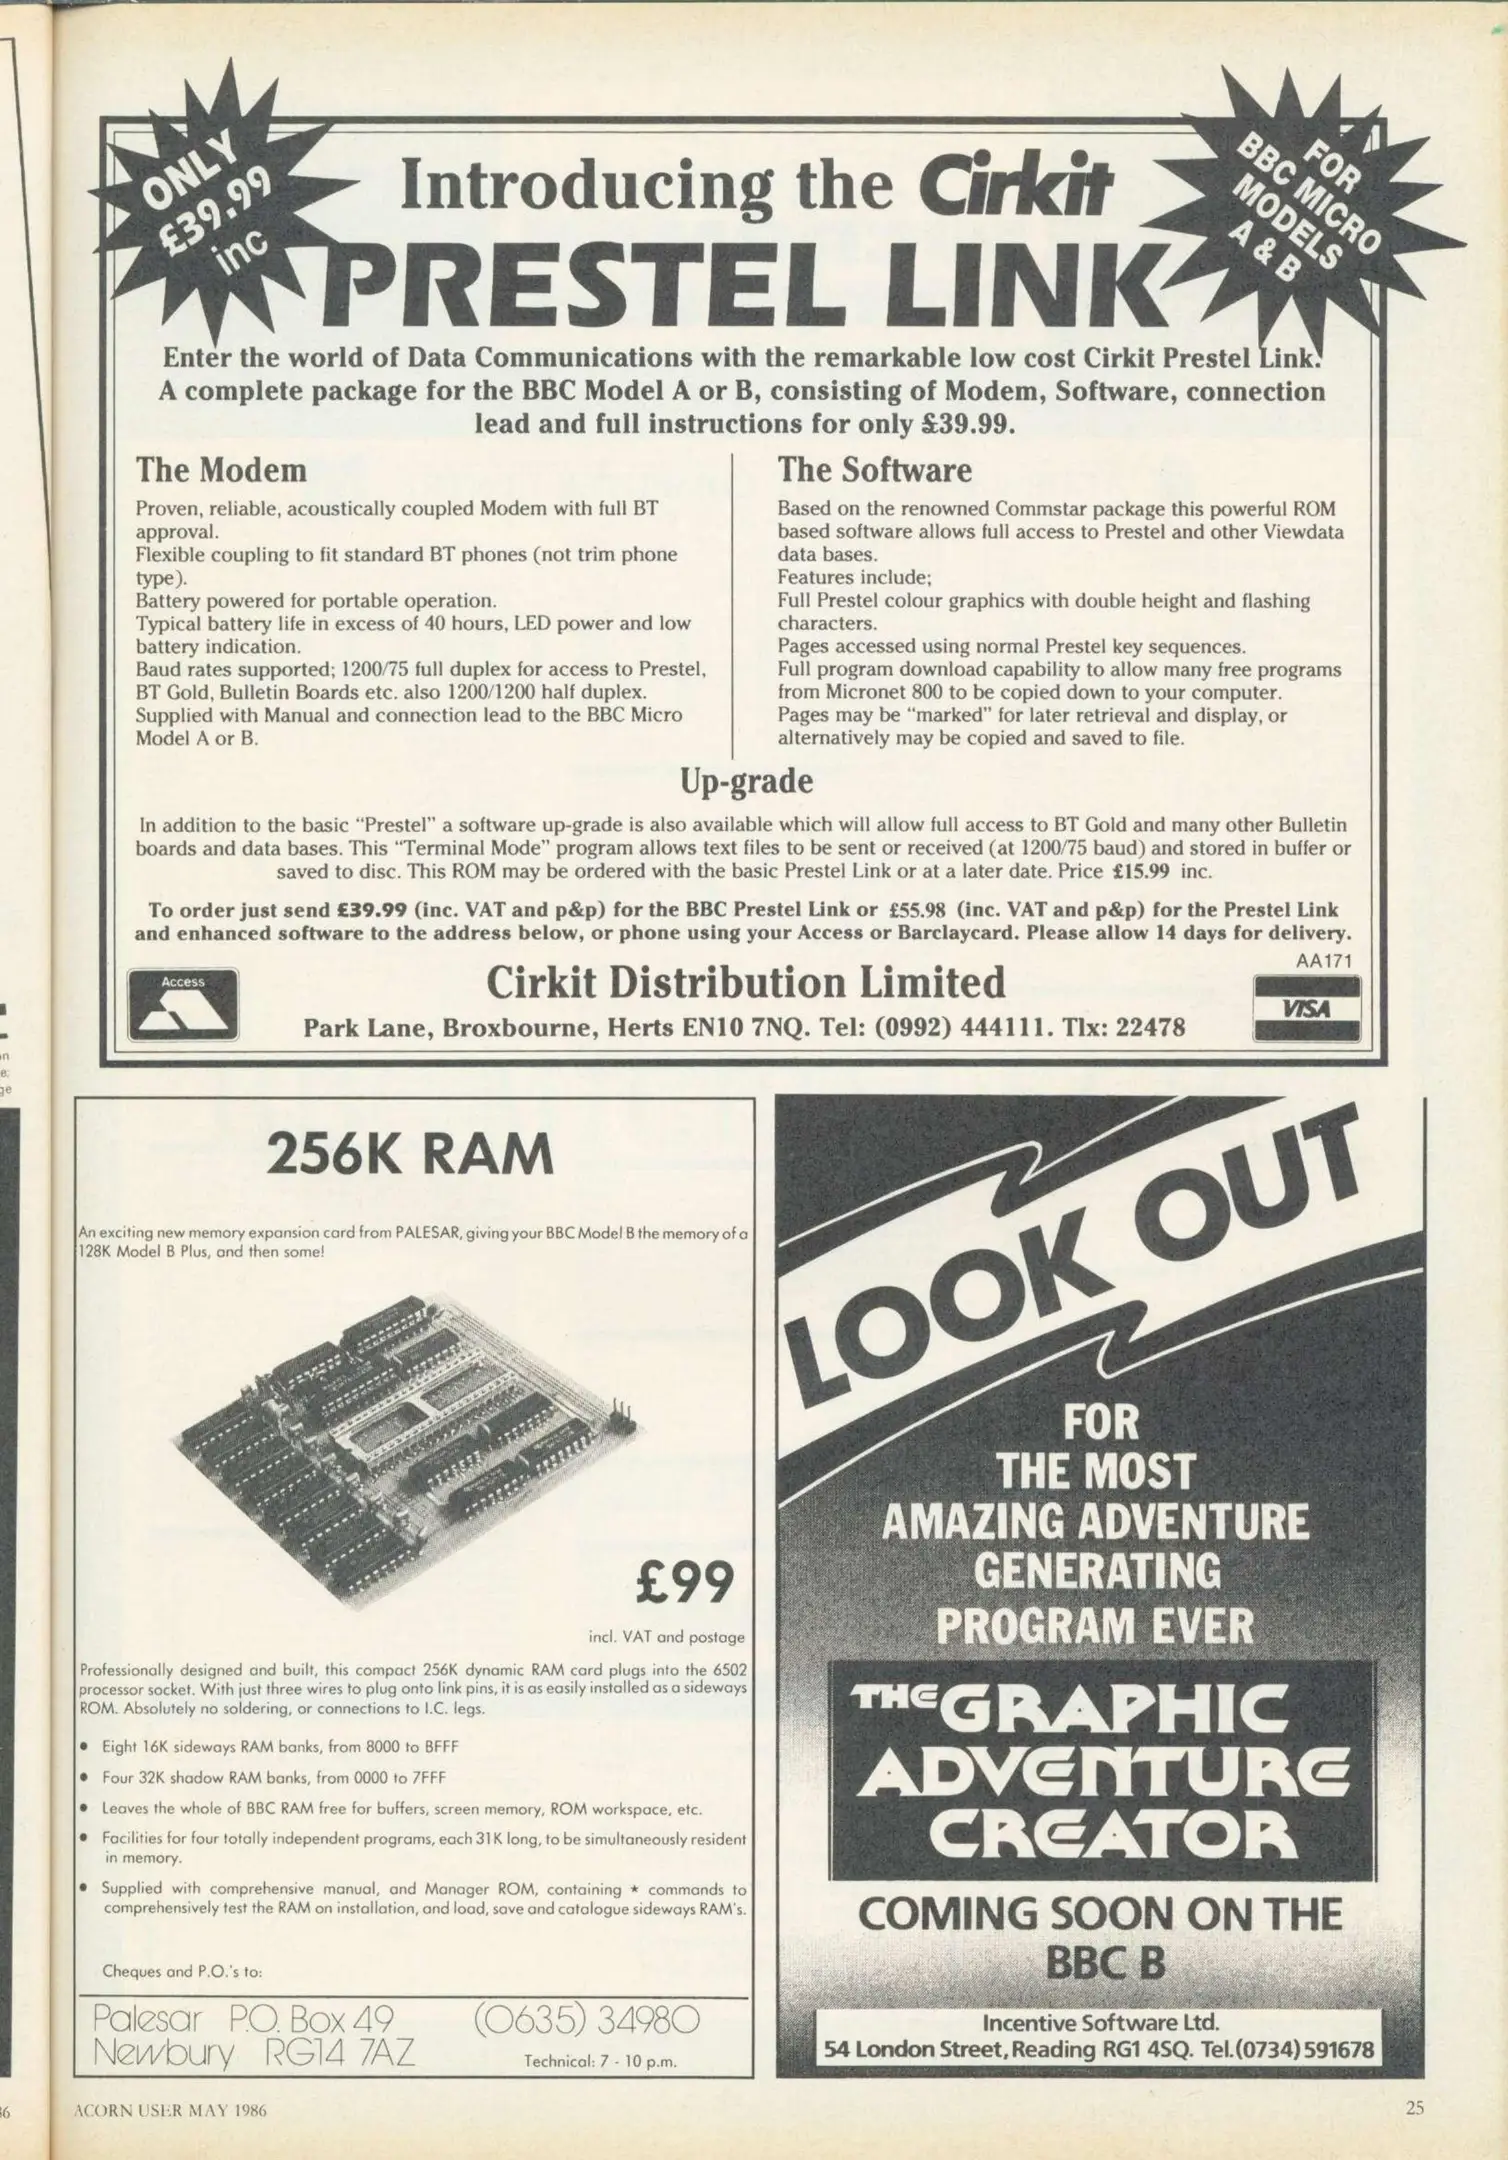 ONLY
£39.99
inc
FOR
BBC MICRO
MODELS
A & B
Introducing the Cirkit
PRESTEL LINK
Enter the world of Data Communications with the remarkable low cost Cirkit Prestel Link.
A complete package for the BBC Model A or B, consisting of Modem, Software, connection
lead and full instructions for only £39.99.
The Modem
Proven, reliable, acoustically coupled Modem with full BT
approval.
Flexible coupling to fit standard BT phones (not trim phone
type).
Battery powered for portable operation.
Typical battery life in excess of 40 hours, LED power and low
battery indication.
Baud rates supported; 1200/75 full duplex for access to Prestel,
BT Gold, Bulletin Boards etc. also 1200/1200 half duplex.
Supplied with Manual and connection lead to the BBC Micro
Model A or B.
The Software
Based on the renowned Commstar package this powerful ROM
based software allows full access to Prestel and other Viewdata
data bases.
Features include;
Full Prestel colour graphics with double height and flashing
characters.
Pages accessed using normal Prestel key sequences.
Full program download capability to allow many free programs
from Micronet 800 to be copied down to your computer.
Pages may be “marked” for later retrieval and display, or
alternatively may be copied and saved to file.
Up-grade
In addition to the basic “Prestel” a software up-grade is also available which will allow full access to BT Gold and many other Bulletin
boards and data bases. This “Terminal Mode” program allows text files to be sent or received (at 1200/75 baud) and stored in buffer or
saved to disc. This ROM may be ordered with the basic Prestel Link or at a later date. Price £15.99 inc.
To order just send £39.99 (inc. VAT and p&p) for the BBC Prestel Link or £55.98 (inc. VAT and p&p) for the Prestel Link
and enhanced software to the address below, or phone using your Access or Barclaycard. Please allow 14 days for delivery.
AA171
Access
Cirkit Distribution Limited
VISA
Park Lane, Broxbourne, Herts EN10 7NQ. Tel: (0992) 444111. Tlx: 22478
256K RAM
An exciting new memory expansion card from PALESAR, giving your BBC Model B the memory of a
128K Model B Plus, and then some!
£99
incl. VAT and postage
Professionally designed and built, this compact 256K dynamic RAM card plugs into the 6502
processor socket. With just three wires to plug onto link pins, it is as easily installed as a sideways
ROM. Absolutely no soldering, or connections to I.C. legs.
• Eight 16K sideways RAM banks, from 8000 to BFFF
• Four 32K shadow RAM banks, from 0000 to 7FFF
• Leaves the whole of BBC RAM free for buffers, screen memory, ROM workspace, etc.
• Facilities for four totally independent programs, each 31K long, to be simultaneously resident
in memory.
• Supplied with comprehensive manual, and Manager ROM, containing * commands to
comprehensively test the RAM on installation, and load, save and catalogue sideways RAM's.
Cheques and P.O.'s to:
Palesar P.O. Box 49 (0635) 34980
Newbury RG14 7AZ Technical: 7 - 10 p.m.
LOOK OUT
FOR
THE MOST
AMAZING ADVENTURE
GENERATING
PROGRAM EVER
THE GRAPHIC
ADVENTURE
CREATOR
COMING SOON ON THE
BBC B
Incentive Software Ltd.
54 London Street, Reading RG1 4SQ. Tel.(0734) 591678
ACORN USER MAY 1986
25